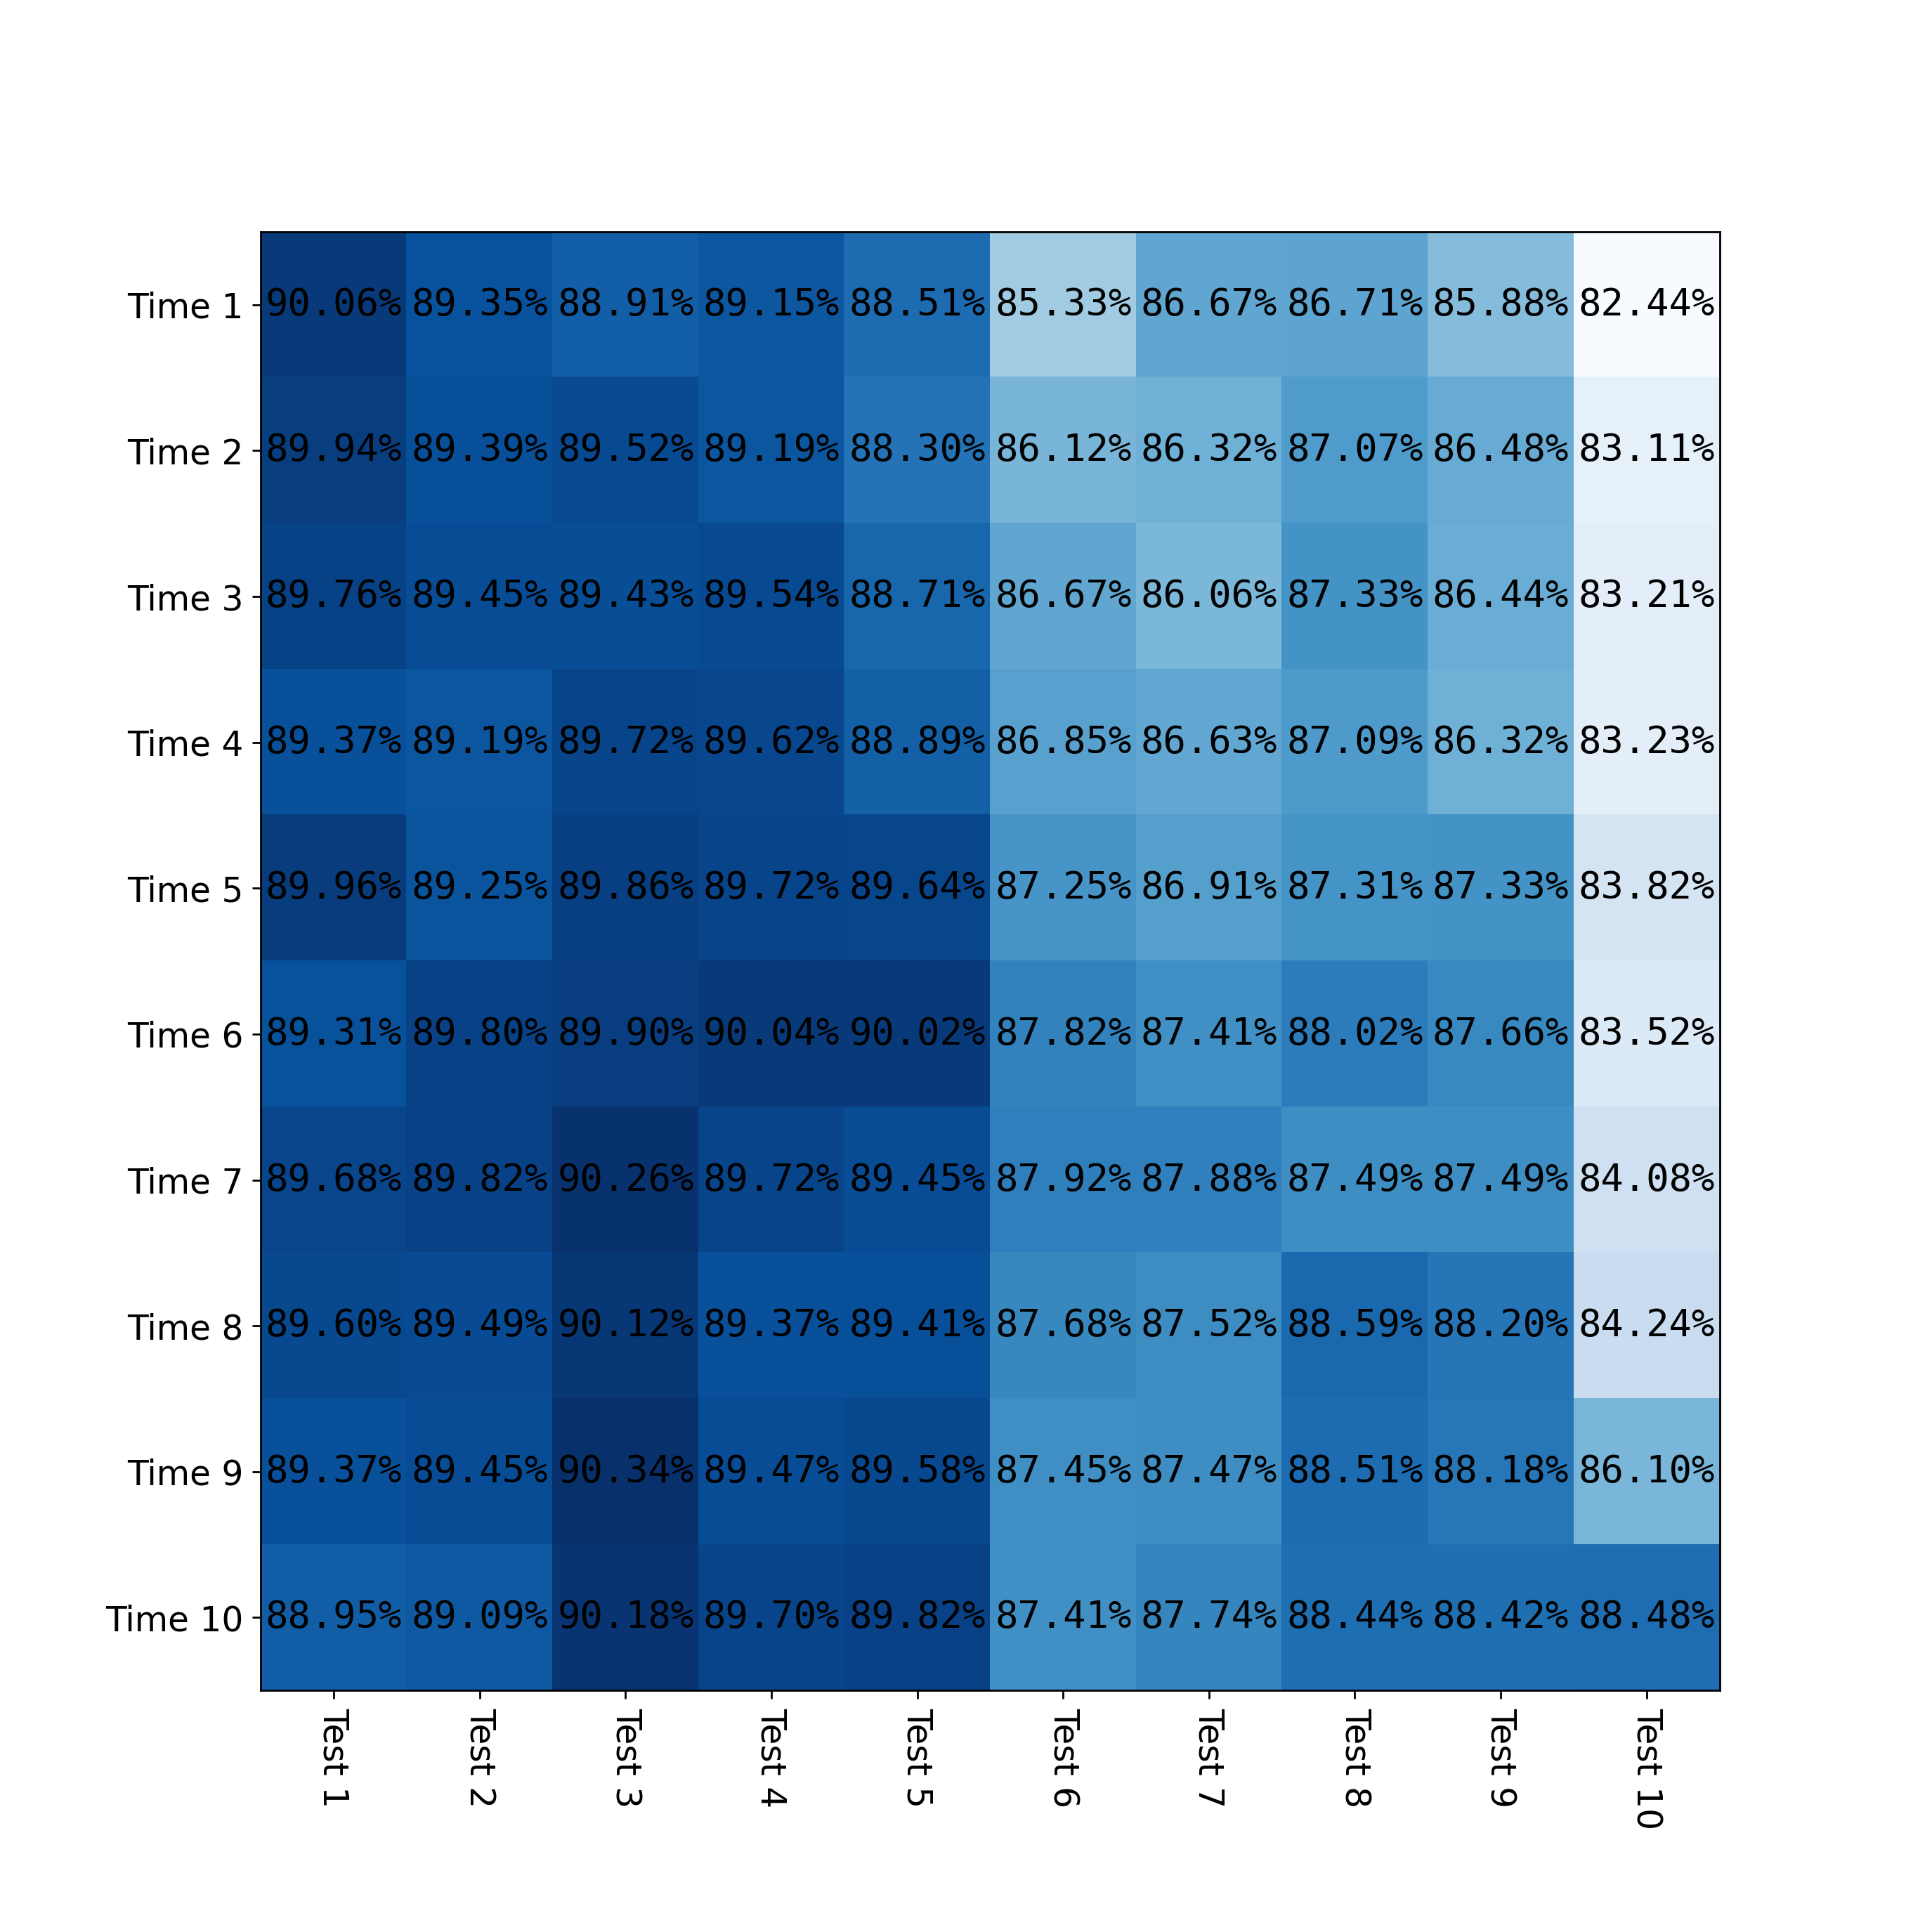 Time 1 90.06% 89.35% 88.91% 89.15% 88.51% 85.33% 86.67% 86.71% 85.88% 82.44%
Time 2 89.94% 89.39% 89.52% 89.19% 88.30% 86.12% 86.32% 87.07% 86.48% 83.11%
Time 3 89.76% 89.45% 89.43% 89.54% 88.71% 86.67% 86.06% 87.33% 86.44% 83.21%
Time 4 89.37% 89.19% 89.72% 89.62% 88.89% 86.85% 86.63% 87.09% 86.32% 83.23%
Time 5 89.96% 89.25% 89.86% 89.72% 89.64% 87.25% 86.91% 87.31% 87.33% 83.82%
Time 6 89.31% 89.80% 89.90% 90.04% 90.02% 87.82% 87.41% 88.02% 87.66% 83.52%
Time 7 89.68% 89.82% 90.26% 89.72% 89.45% 87.92% 87.88% 87.49% 87.49% 84.08%
Time 8 89.60% 89.49% 90.12% 89.37% 89.41% 87.68% 87.52% 88.59% 88.20% 84.24%
Time 9 89.37% 89.45% 90.34% 89.47% 89.58% 87.45% 87.47% 88.51% 88.18% 86.10%
Time 10 88.95% 89.09% 90.18% 89.70% 89.82% 87.41% 87.74% 88.44% 88.42% 88.48%
Test 1 Test 2 Test 3 Test 4 Test 5 Test 6 Test 7 Test 8 Test 9 Test 10